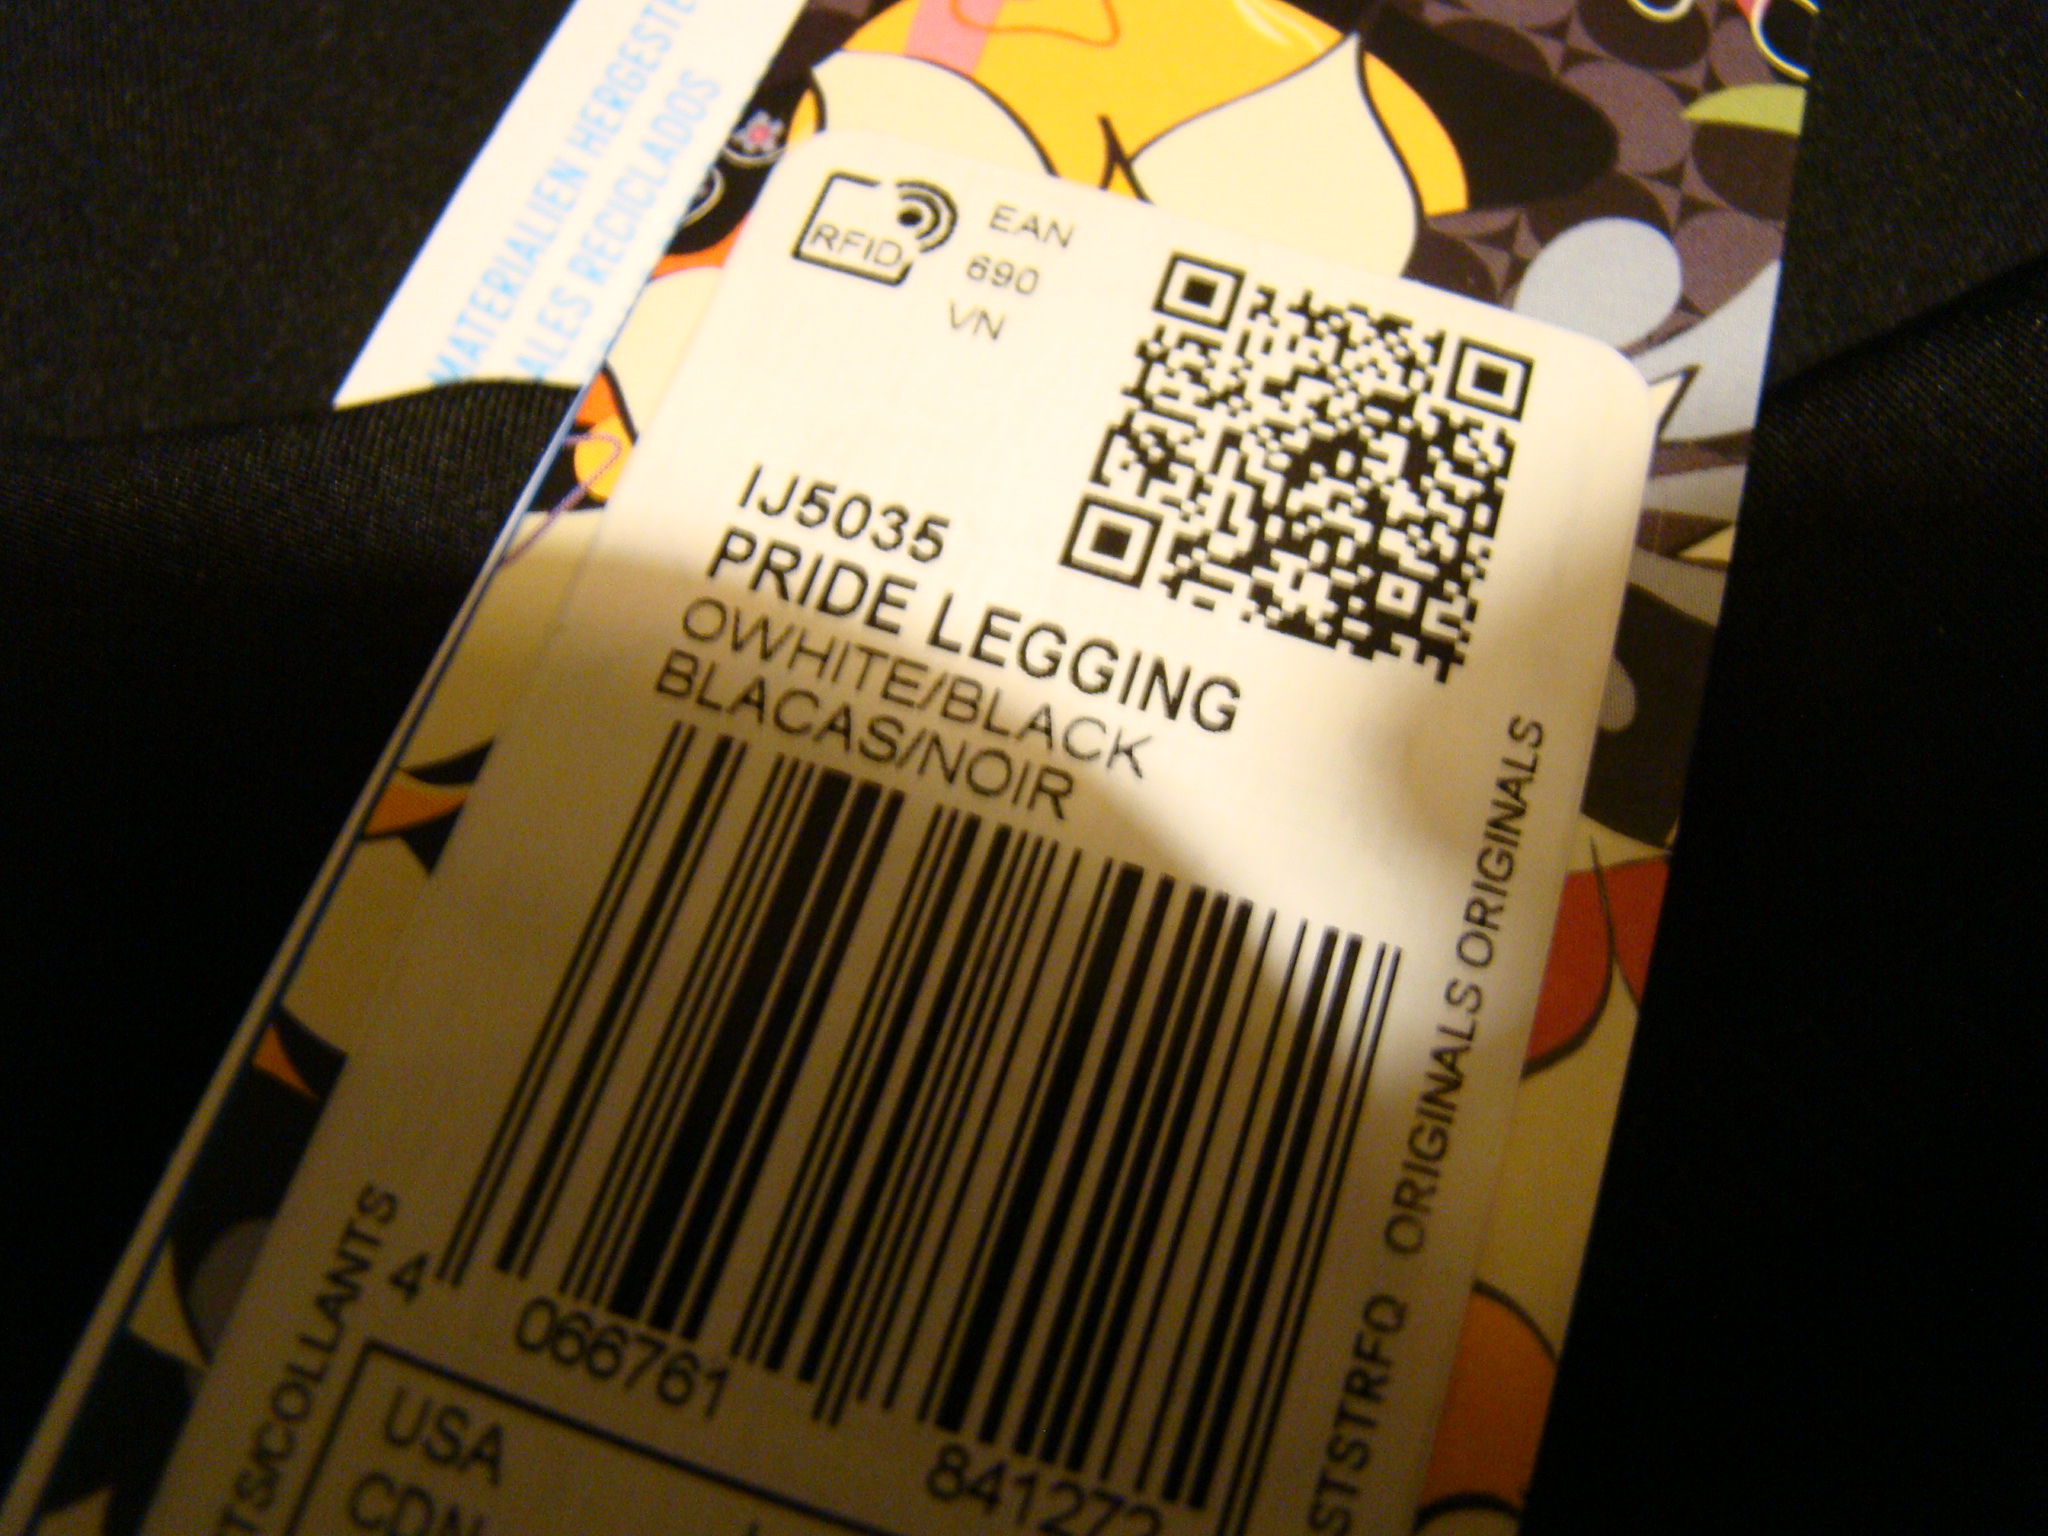 MATERIALIEN HERGESTE
ALES RECICLADOS
RFID
EAN
690
VN
IJ5035
PRIDE LEGGING
OWHITE/BLACK
BLACAS/NOIR
4 066761 841272
TS/COLLANTS
STSTRFQ ORIGINALS ORIGINALS
USA
CDN